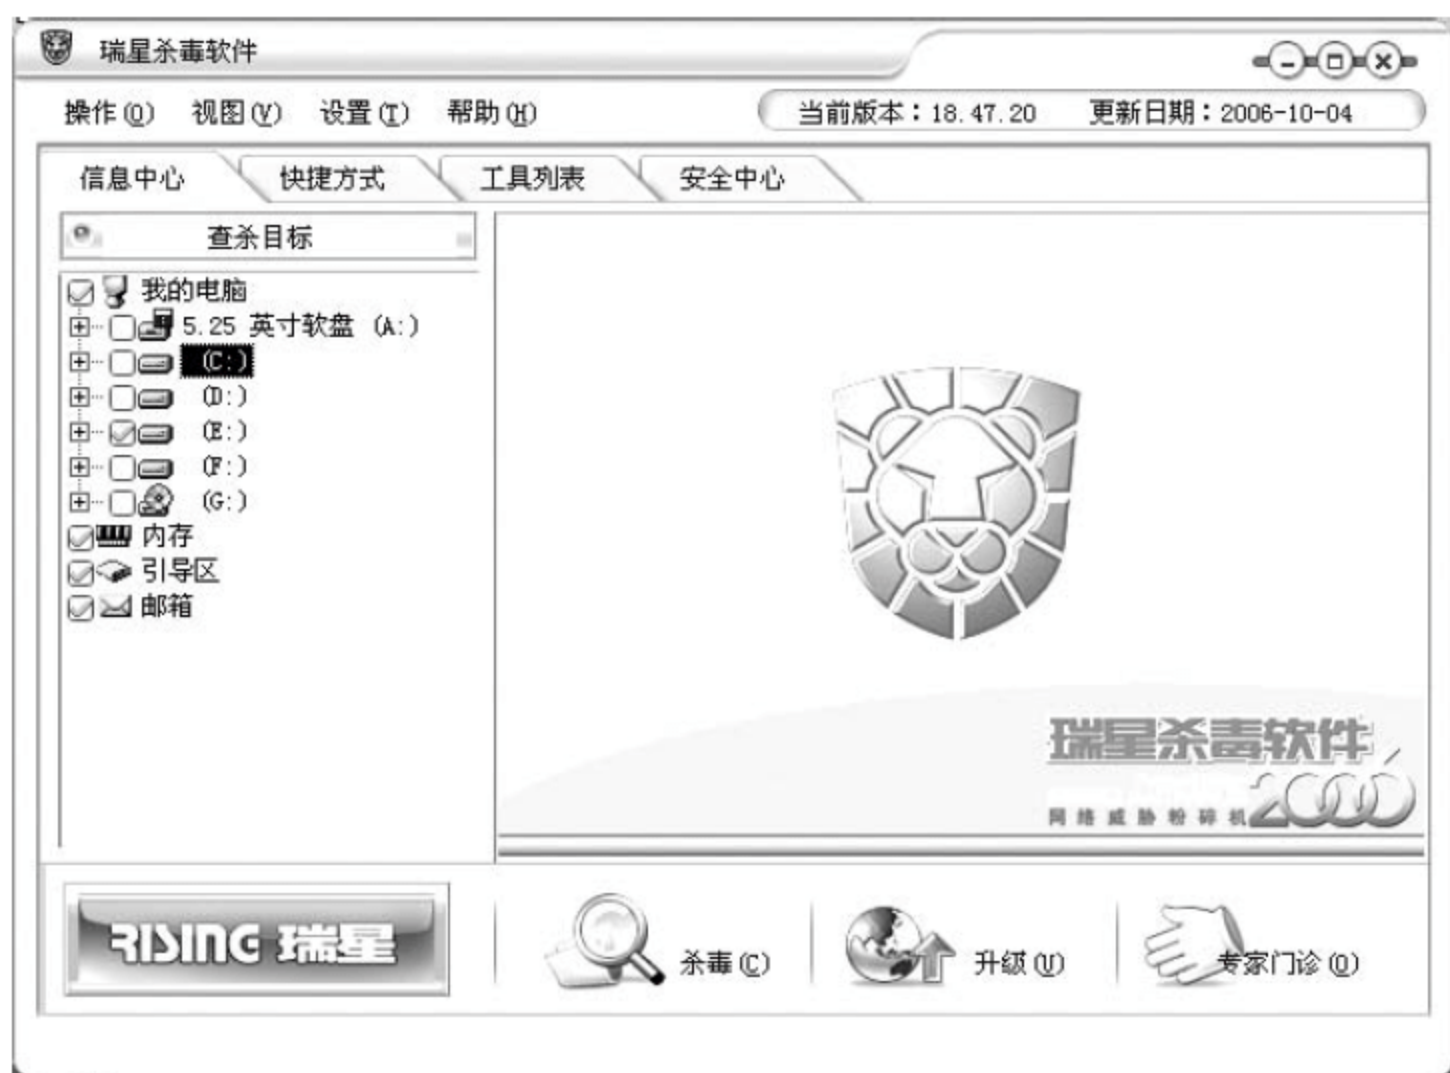 瑞星杀毒软件
操作(O) 视图(V) 设置(T) 帮助(H) 当前版本：18.47.20 更新日期：2006-10-04
信息中心 快捷方式 工具列表 安全中心
查杀目标
我的电脑
5.25 英寸软盘 (A:)
(C:)
(D:)
(E:)
(F:)
(G:)
内存
引导区
邮箱
瑞星杀毒软件
2006
网络威胁粉碎机
RISING 瑞星
杀毒(C) 升级(U) 专家门诊(O)